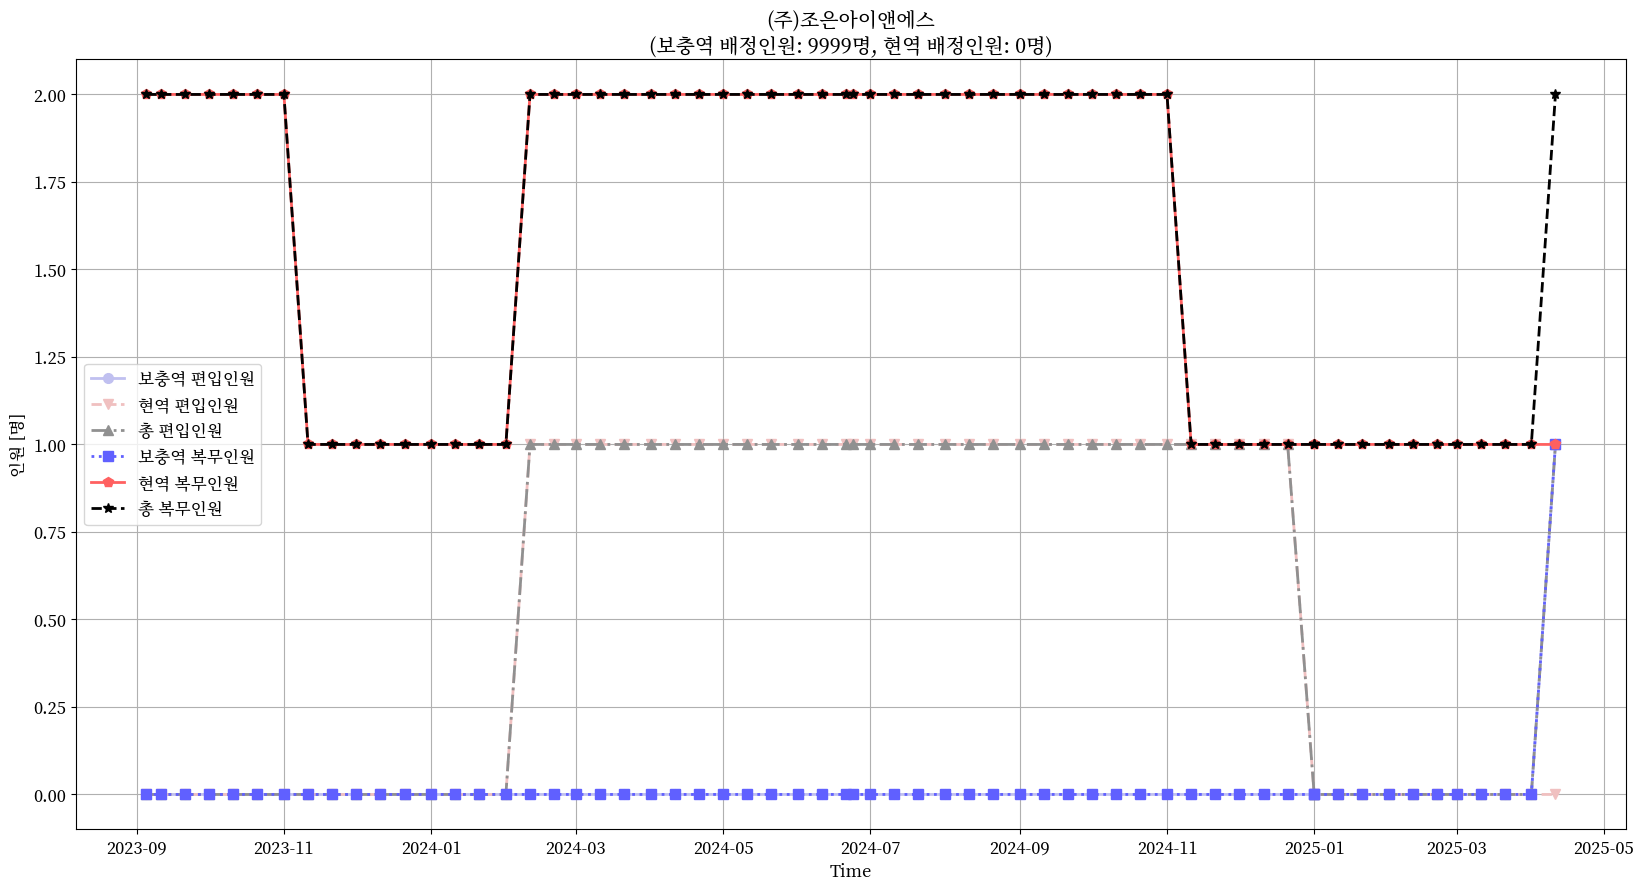 (주)조은아이앤에스
(보충역 배정인원: 9999명, 현역 배정인원: 0명)
인원 [명]
2.00
1.75
1.50
1.25
1.00
0.75
0.50
0.25
0.00
보충역 편입인원
현역 편입인원
총 편입인원
보충역 복무인원
현역 복무인원
총 복무인원
2023-09
2023-11
2024-01
2024-03
2024-05
2024-07
2024-09
2024-11
2025-01
2025-03
2025-05
Time